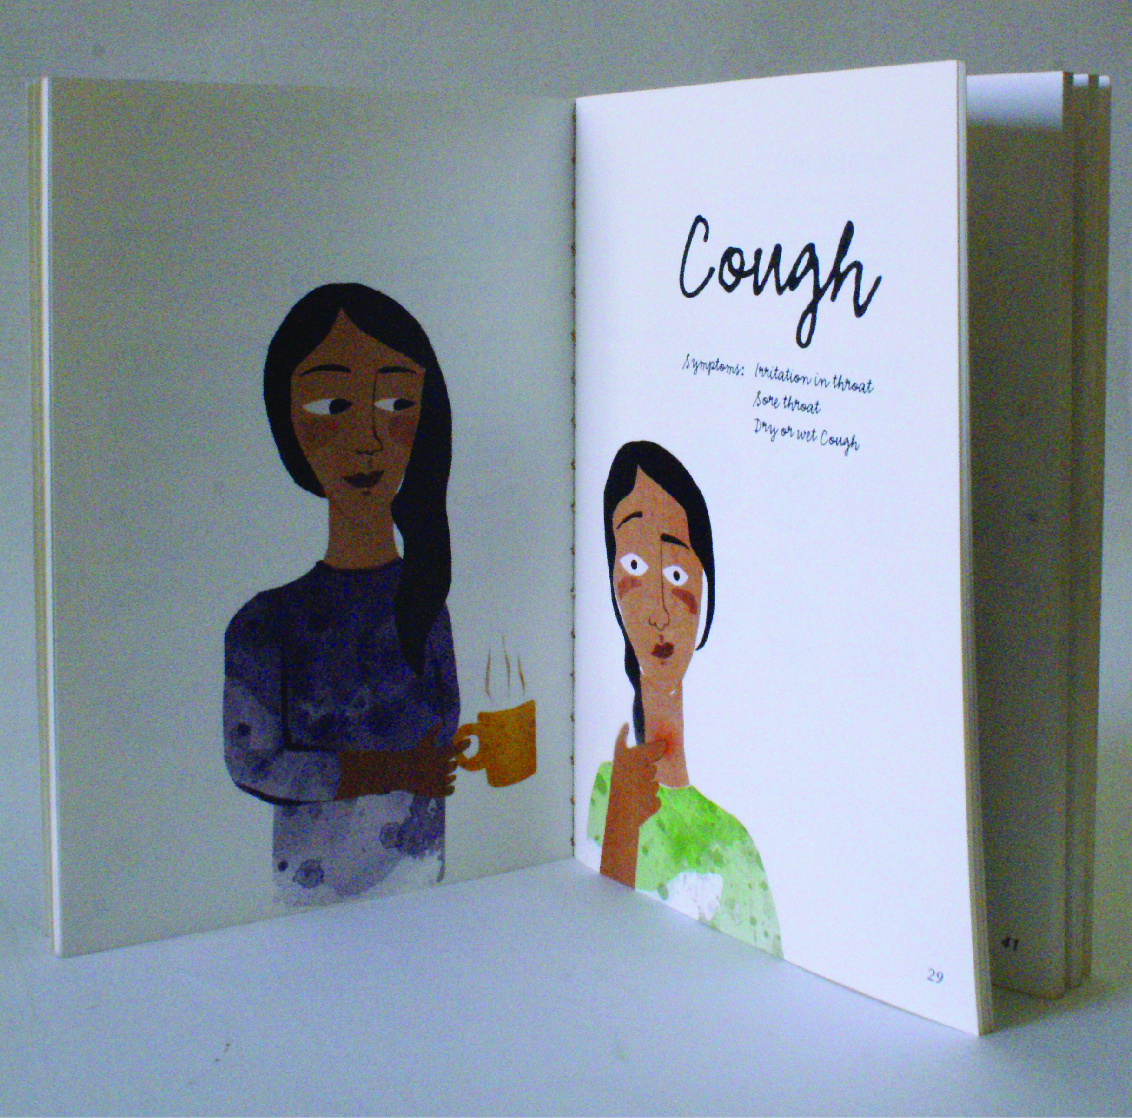 Cough
Symptoms: Irritation in throat
Sore throat
Dry or wet Cough
29
41